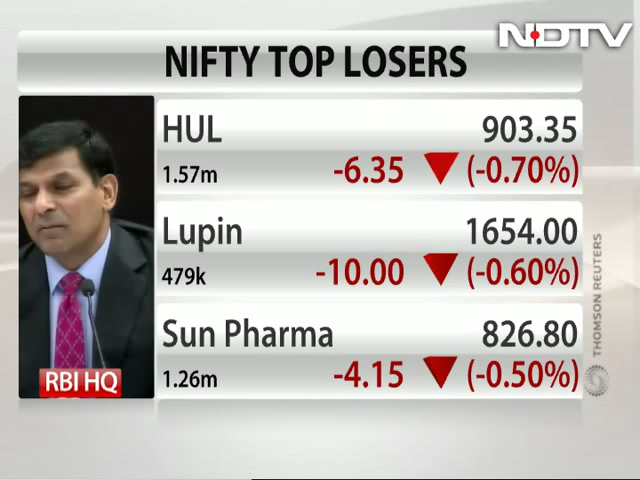 NDTV
NIFTY TOP LOSERS
HUL 903.35
1.57m -6.35 ▼ (-0.70%)
Lupin 1654.00
479k -10.00 ▼ (-0.60%)
Sun Pharma 826.80
1.26m -4.15 ▼ (-0.50%)
RBI HQ
THOMSON REUTERS